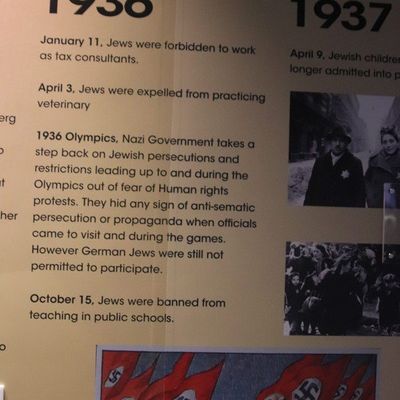 1936
January 11, Jews were forbidden to work
as tax consultants.
April 3, Jews were expelled from practicing
veterinary
1936 Olympics, Nazi Government takes a
step back on Jewish persecutions and
restrictions leading up to and during the
Olympics out of fear of Human rights
protests. They hid any sign of anti-sematic
persecution or propaganda when officials
came to visit and during the games.
However German Jews were still not
permitted to participate.
October 15, Jews were banned from
teaching in public schools.
1937
April 9, Jewish children
longer admitted into p